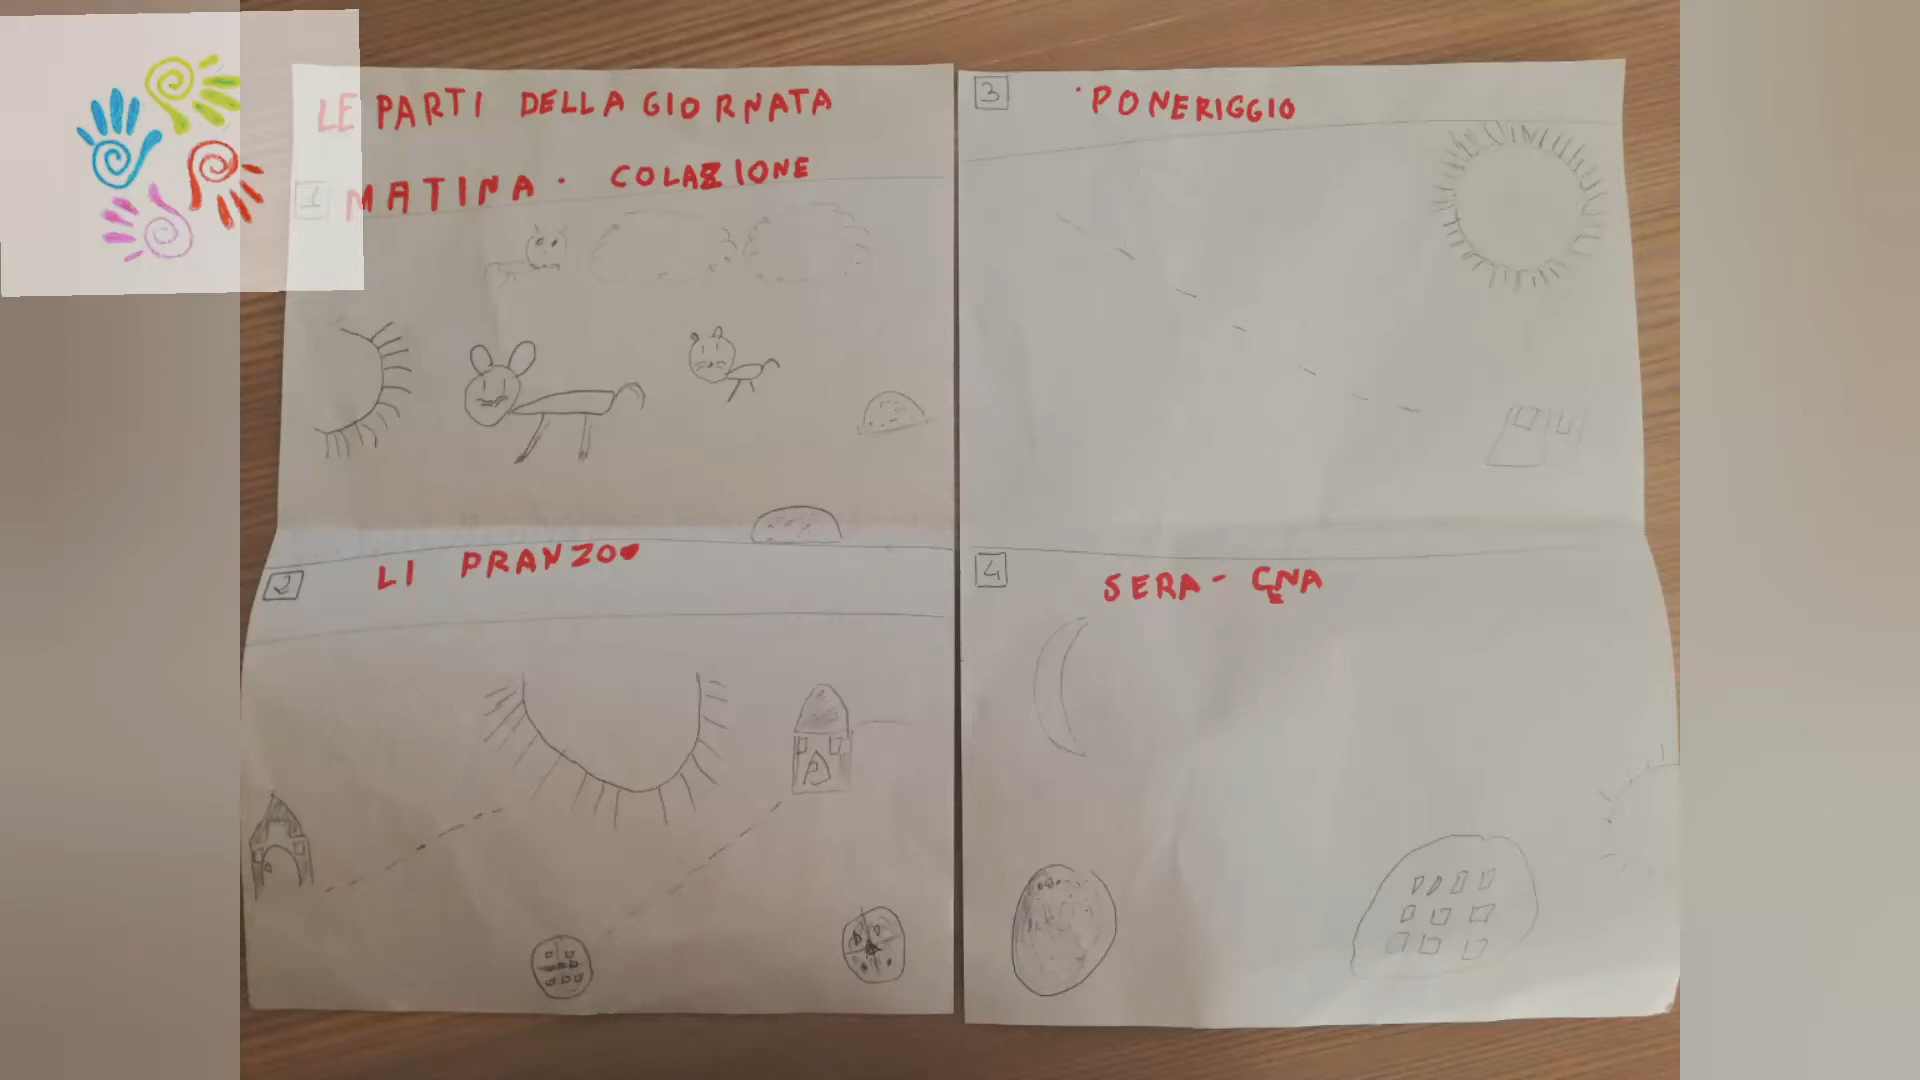 LE PARTI DELLA GIORNATA
1 MATINA. COLAZIONE
2 LI PRANZO
3 PONERIGGIO
4 SERA - CENA